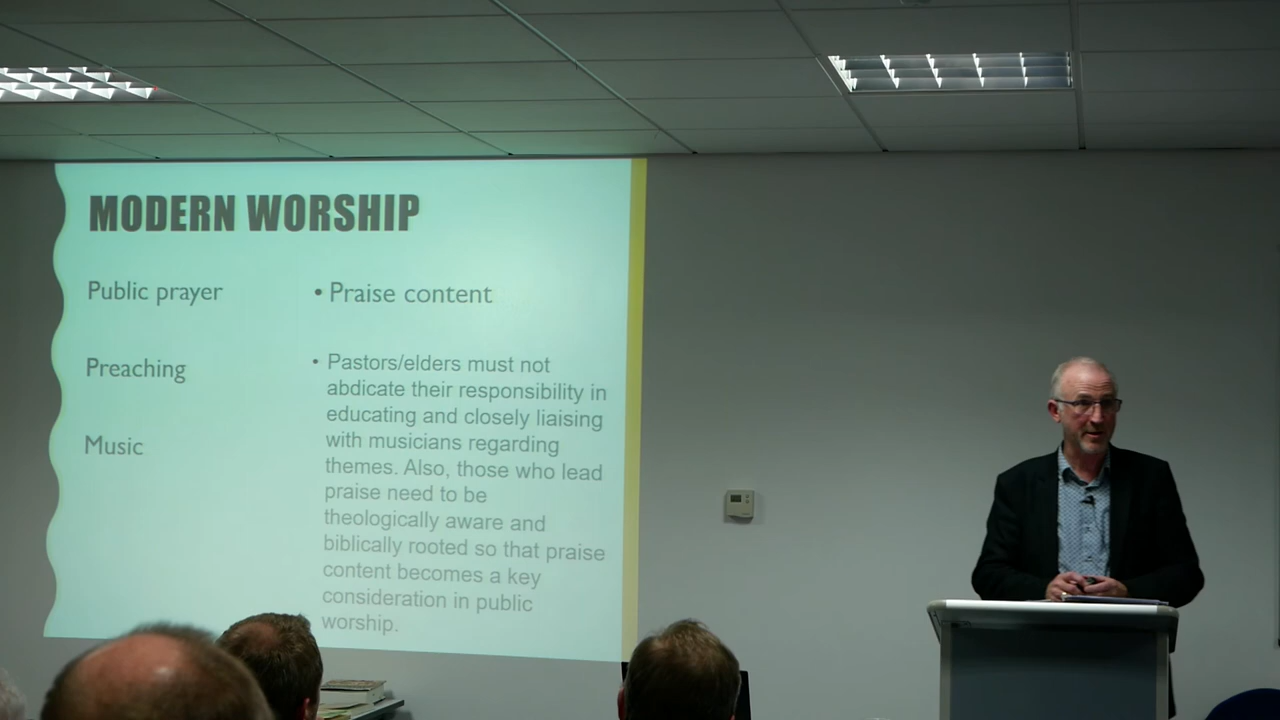 MODERN WORSHIP
Public prayer
Preaching
Music
• Praise content
• Pastors/elders must not
abdicate their responsibility in
educating and closely liaising
with musicians regarding
themes. Also, those who lead
praise need to be
theologically aware and
biblically rooted so that praise
content becomes a key
consideration in public
worship.